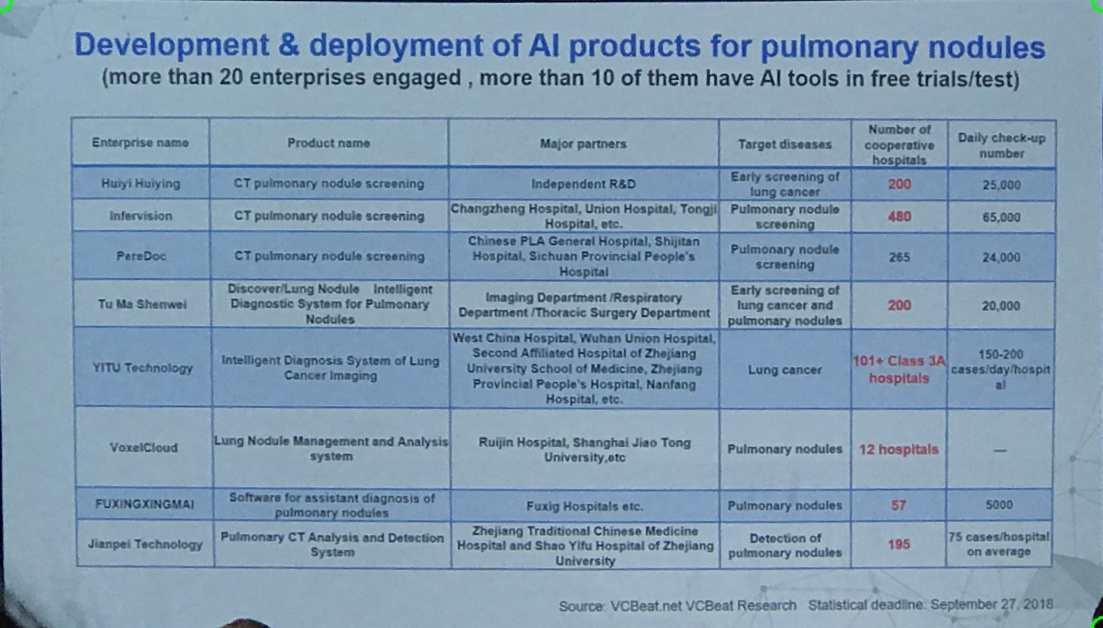 Development & deployment of AI products for pulmonary nodules
(more than 20 enterprises engaged , more than 10 of them have AI tools in free trials/test)
Enterprise name
Product name
Major partners
Target diseases
Number of
cooperative
hospitals
Daily check-up
number
Huiyi Huiying
CT pulmonary nodule screening
Independent R&D
Early screening of
lung cancer
200
25,000
Infervision
CT pulmonary nodule screening
Changzheng Hospital, Union Hospital, Tongji
Hospital, etc.
Pulmonary nodule
screening
480
65,000
PereDoc
CT pulmonary nodule screening
Chinese PLA General Hospital, Shijitan
Hospital, Sichuan Provincial People's
Hospital
Pulmonary nodule
screening
265
24,000
Tu Ma Shenwei
Discover/Lung Nodule Intelligent
Diagnostic System for Pulmonary
Nodules
Imaging Department /Respiratory
Department /Thoracic Surgery Department
Early screening of
lung cancer and
pulmonary nodules
200
20,000
YITU Technology
Intelligent Diagnosis System of Lung
Cancer Imaging
West China Hospital, Wuhan Union Hospital,
Second Affiliated Hospital of Zhejiang
University School of Medicine, Zhejiang
Provincial People's Hospital, Nanfang
Hospital, etc.
Lung cancer
101+ Class 3A
hospitals
150-200
cases/day/hospit
al
VoxelCloud
Lung Nodule Management and Analysis
system
Ruijin Hospital, Shanghai Jiao Tong
University,etc
Pulmonary nodules
12 hospitals
—
FUXINGXINGMAI
Software for assistant diagnosis of
pulmonary nodules
Fuxig Hospitals etc.
Pulmonary nodules
57
5000
Jianpei Technology
Pulmonary CT Analysis and Detection
System
Zhejiang Traditional Chinese Medicine
Hospital and Shao Yifu Hospital of Zhejiang
University
Detection of
pulmonary nodules
195
75 cases/hospital
on average
Source: VCBeat.net VCBeat Research Statistical deadline: September 27, 2018